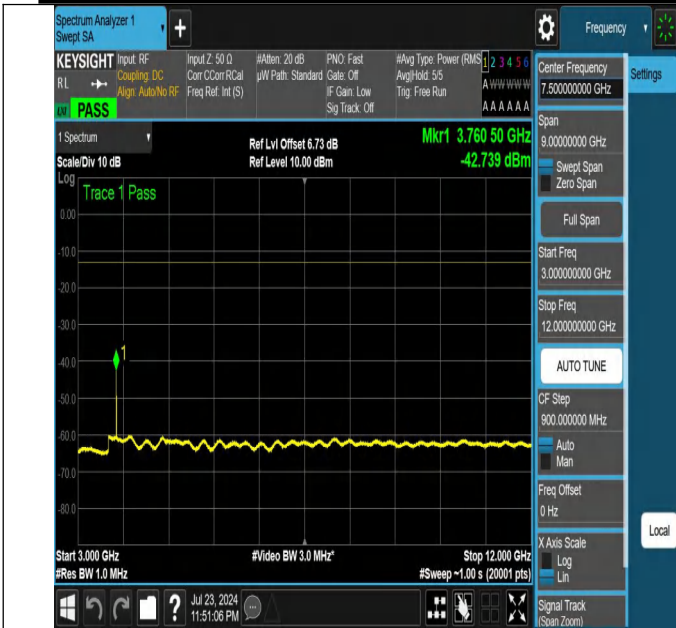 Spectrum Analyzer 1
Swept SA
+
Frequency
KEYSIGHT
RL
PASS
Input: RF
Coupling: DC
Align: Auto/No RF
Input Z: 50 Ω
Corr CCorr RCal
Freq Ref: Int (S)
#Atten: 20 dB
µW Path: Standard
PNO: Fast
Gate: Off
IF Gain: Low
Sig Track: Off
#Avg Type: Power (RMS
Avg|Hold: 5/5
Trig: Free Run
1 2 3 4 5 6
A W W W W W
A A A A A A
1 Spectrum
Scale/Div 10 dB
Log
Ref Lvl Offset 6.73 dB
Ref Level 10.00 dBm
Mkr1 3.760 50 GHz
-42.739 dBm
Trace 1 Pass
0.00
-10.0
-20.0
-30.0
-40.0
-50.0
-60.0
-70.0
-80.0
1
Start 3.000 GHz
#Res BW 1.0 MHz
#Video BW 3.0 MHz*
Stop 12.000 GHz
#Sweep ~1.00 s (20001 pts)
Jul 23, 2024
11:51:06 PM
?
Center Frequency
7.500000000 GHz
Settings
Span
9.00000000 GHz
Swept Span
Zero Span
Full Span
Start Freq
3.000000000 GHz
Stop Freq
12.000000000 GHz
AUTO TUNE
CF Step
900.000000 MHz
Auto
Man
Freq Offset
0 Hz
X Axis Scale
Log
Lin
Local
Signal Track
(Span Zoom)